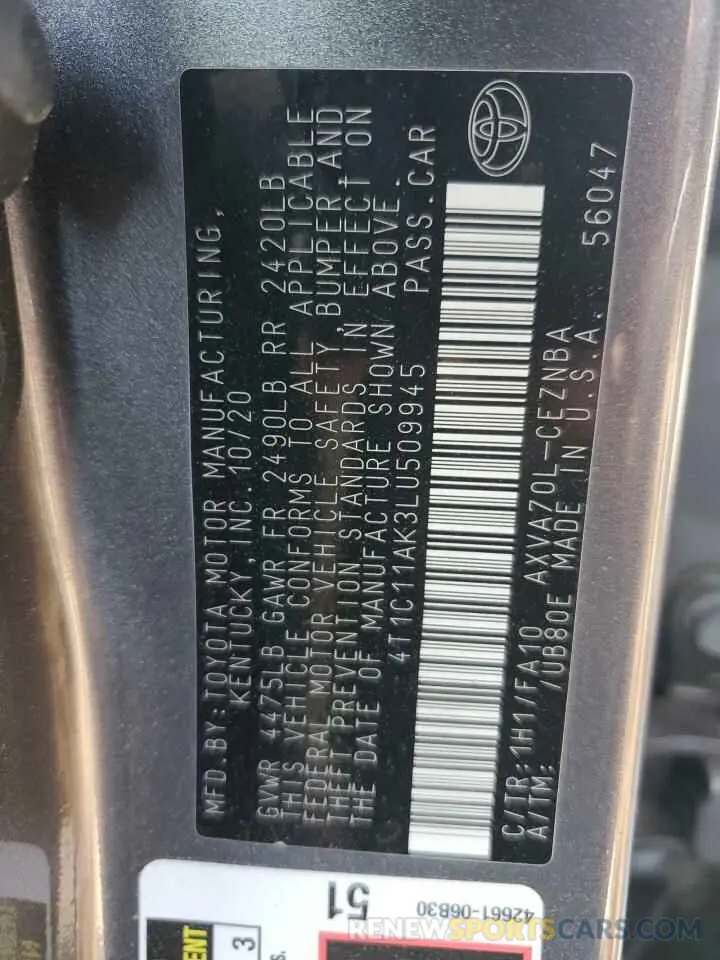 MFD. BY: TOYOTA MOTOR MANUFACTURING,
KENTUCKY, INC. 10/20
GVWR 4475LB GAWR FR 2490LB RR 2420LB
THIS VEHICLE CONFORMS TO ALL APPLICABLE
FEDERAL MOTOR VEHICLE SAFETY, BUMPER, AND
THEFT PREVENTION STANDARDS IN EFFECT ON
THE DATE OF MANUFACTURE SHOWN ABOVE.
4T1C11AK3LU509945 PASS. CAR
C/TR: 1H1/FA10 AXVA70L-CEZNBA
A/TM: /UB80E MADE IN U.S.A. 56047
51
42661-06B30
3
RENEWSPORTSCARS.COM